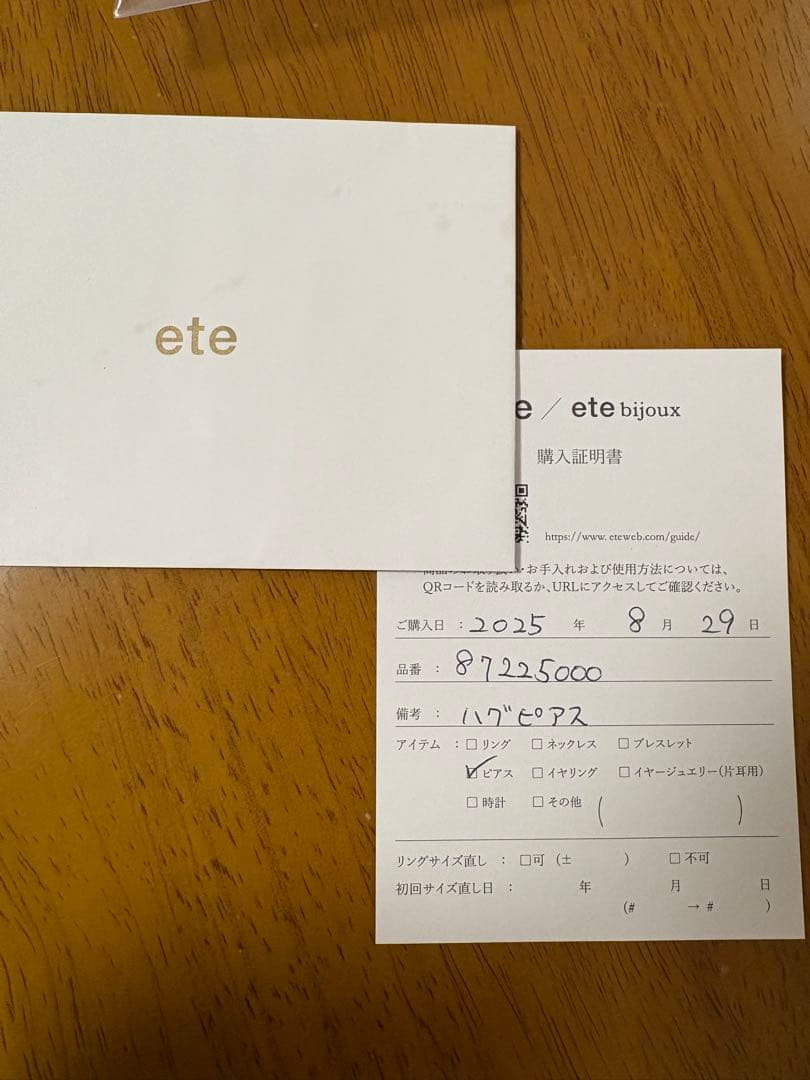 ete
e / ete bijoux
購入証明書
https://www.eteweb.com/guide/
お手入れおよび使用方法については、
QRコードを読み取るか、URLにアクセスしてご確認ください。
ご購入日 : 2025 年 8 月 29 日
品番 : 87225000
備考 : ハグピアス
アイテム : □ リング □ ネックレス □ ブレスレット
☑ ピアス □ イヤリング □ イヤージュエリー(片耳用)
□ 時計 □ その他 ( )
リングサイズ直し : □可 (± ) □ 不可
初回サイズ直し日 : 年 月 日
(# → # )